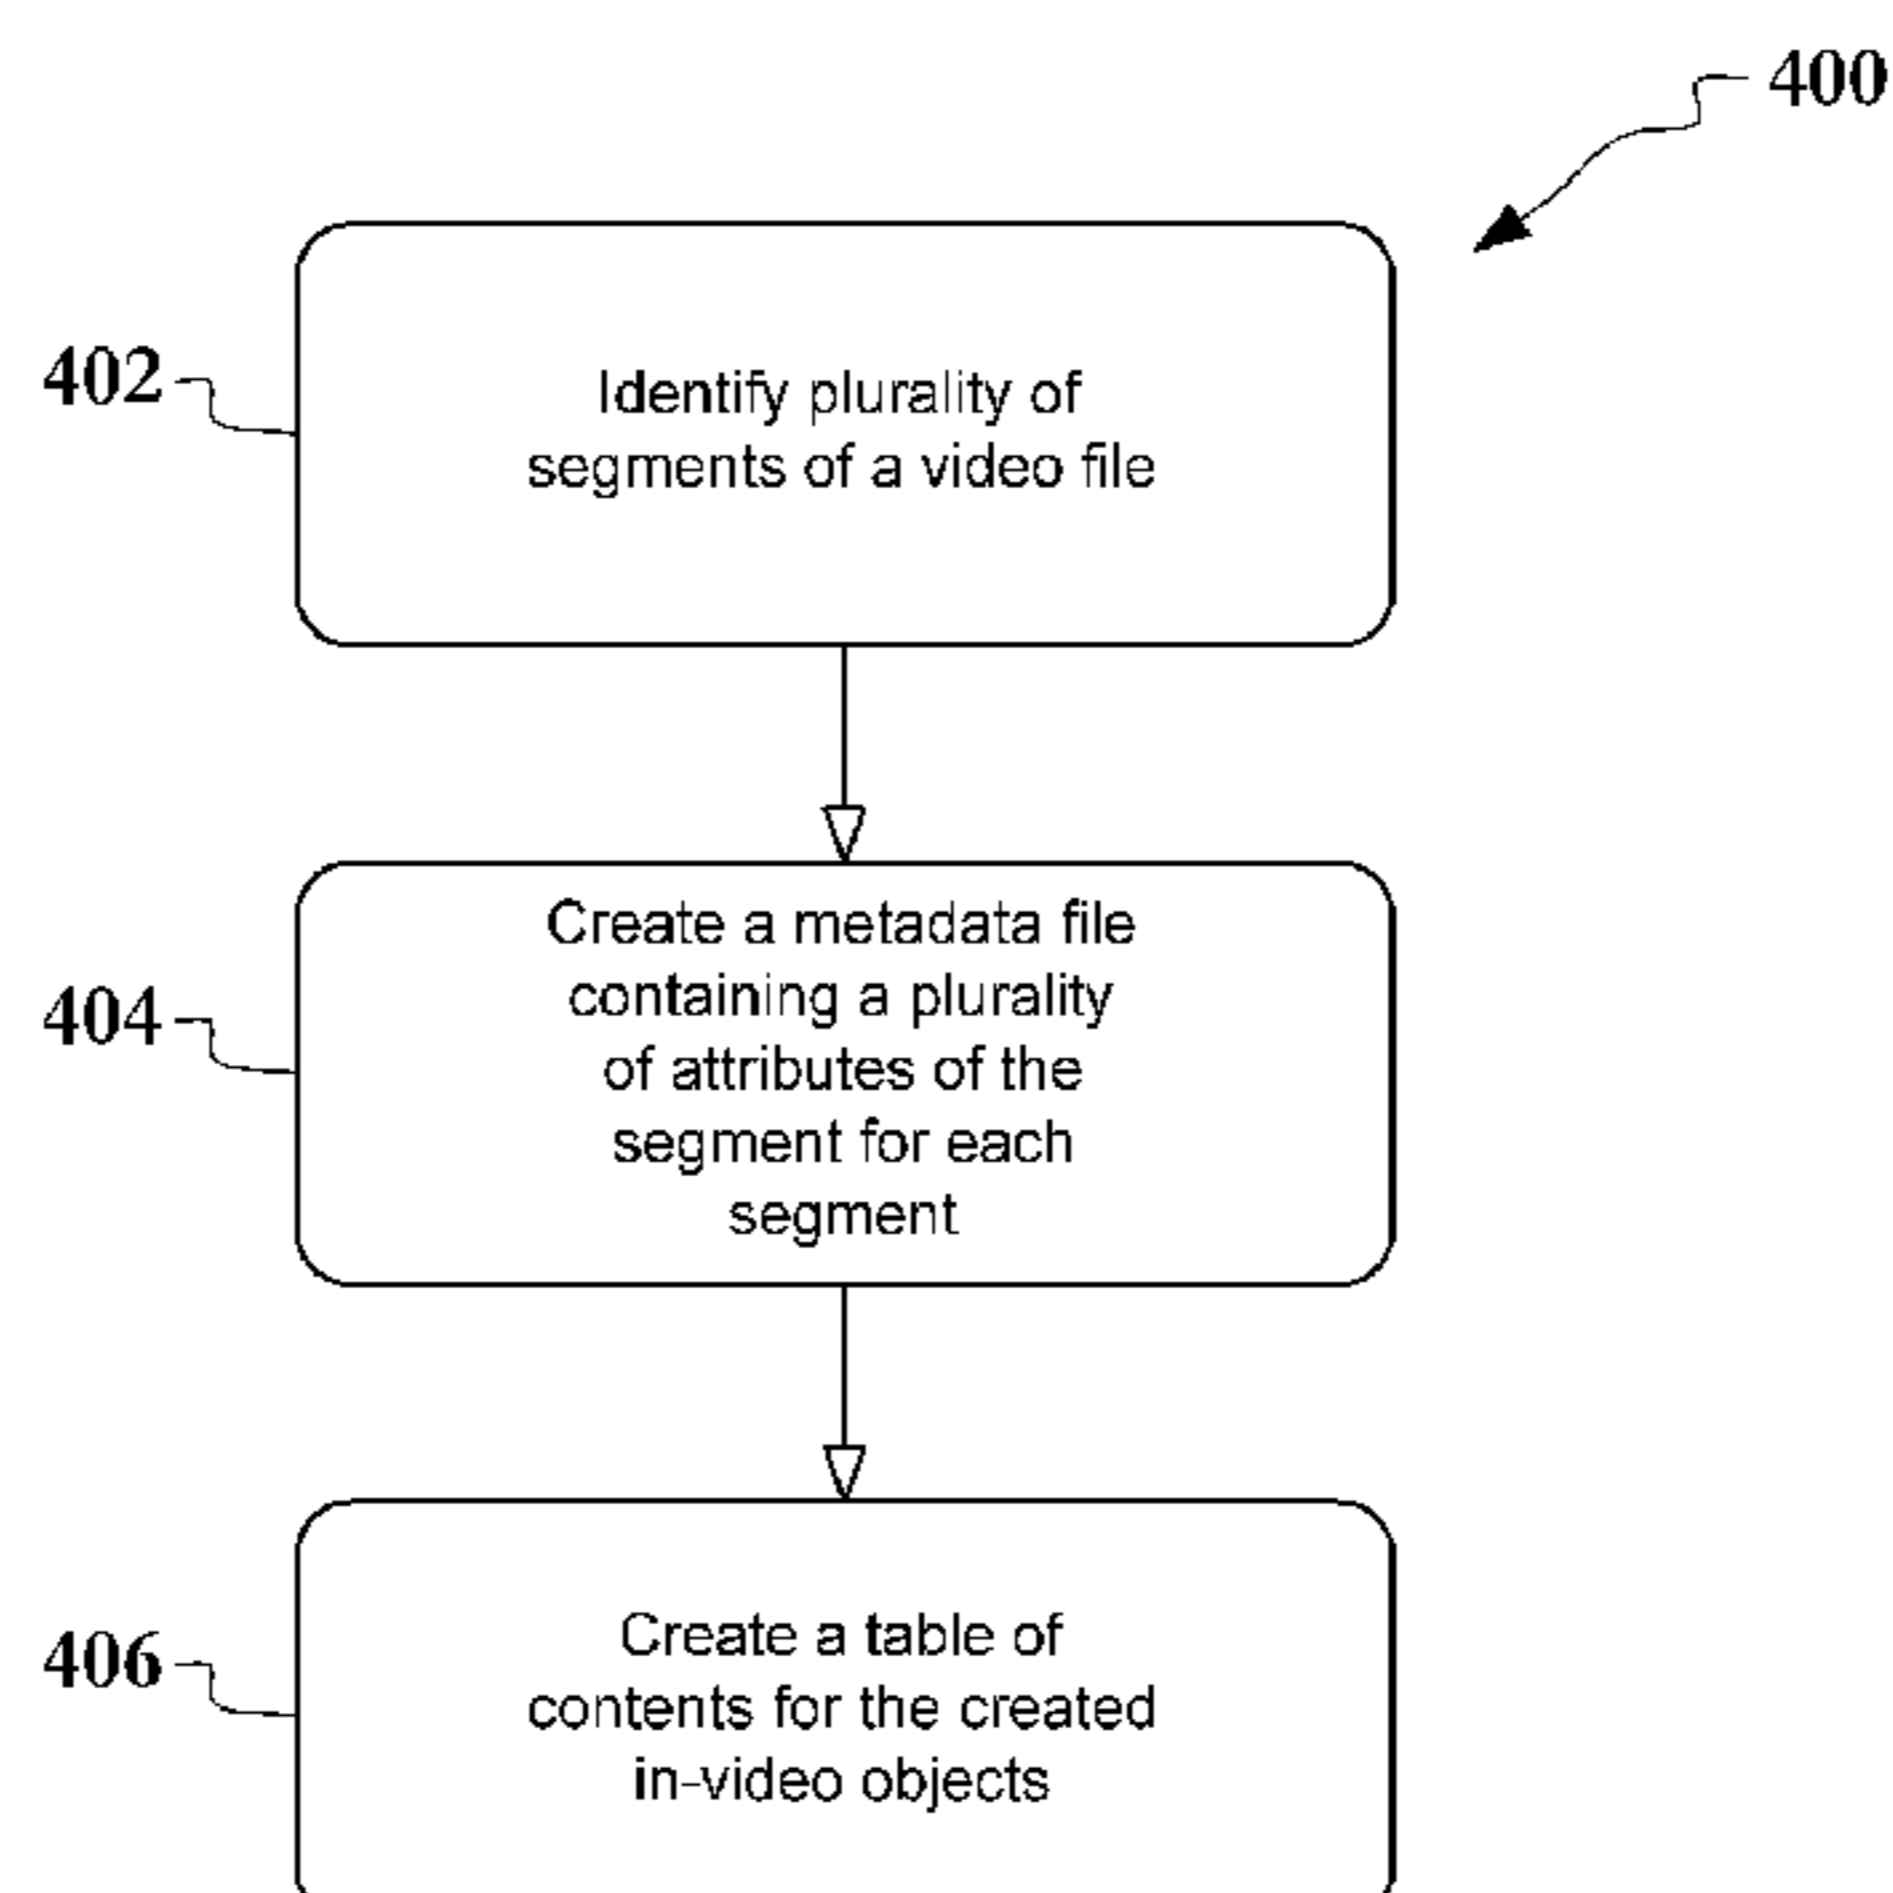 400
402
Identify plurality of
segments of a video file
404
Create a metadata file
containing a plurality
of attributes of the
segment for each
segment
406
Create a table of
contents for the created
in-video objects